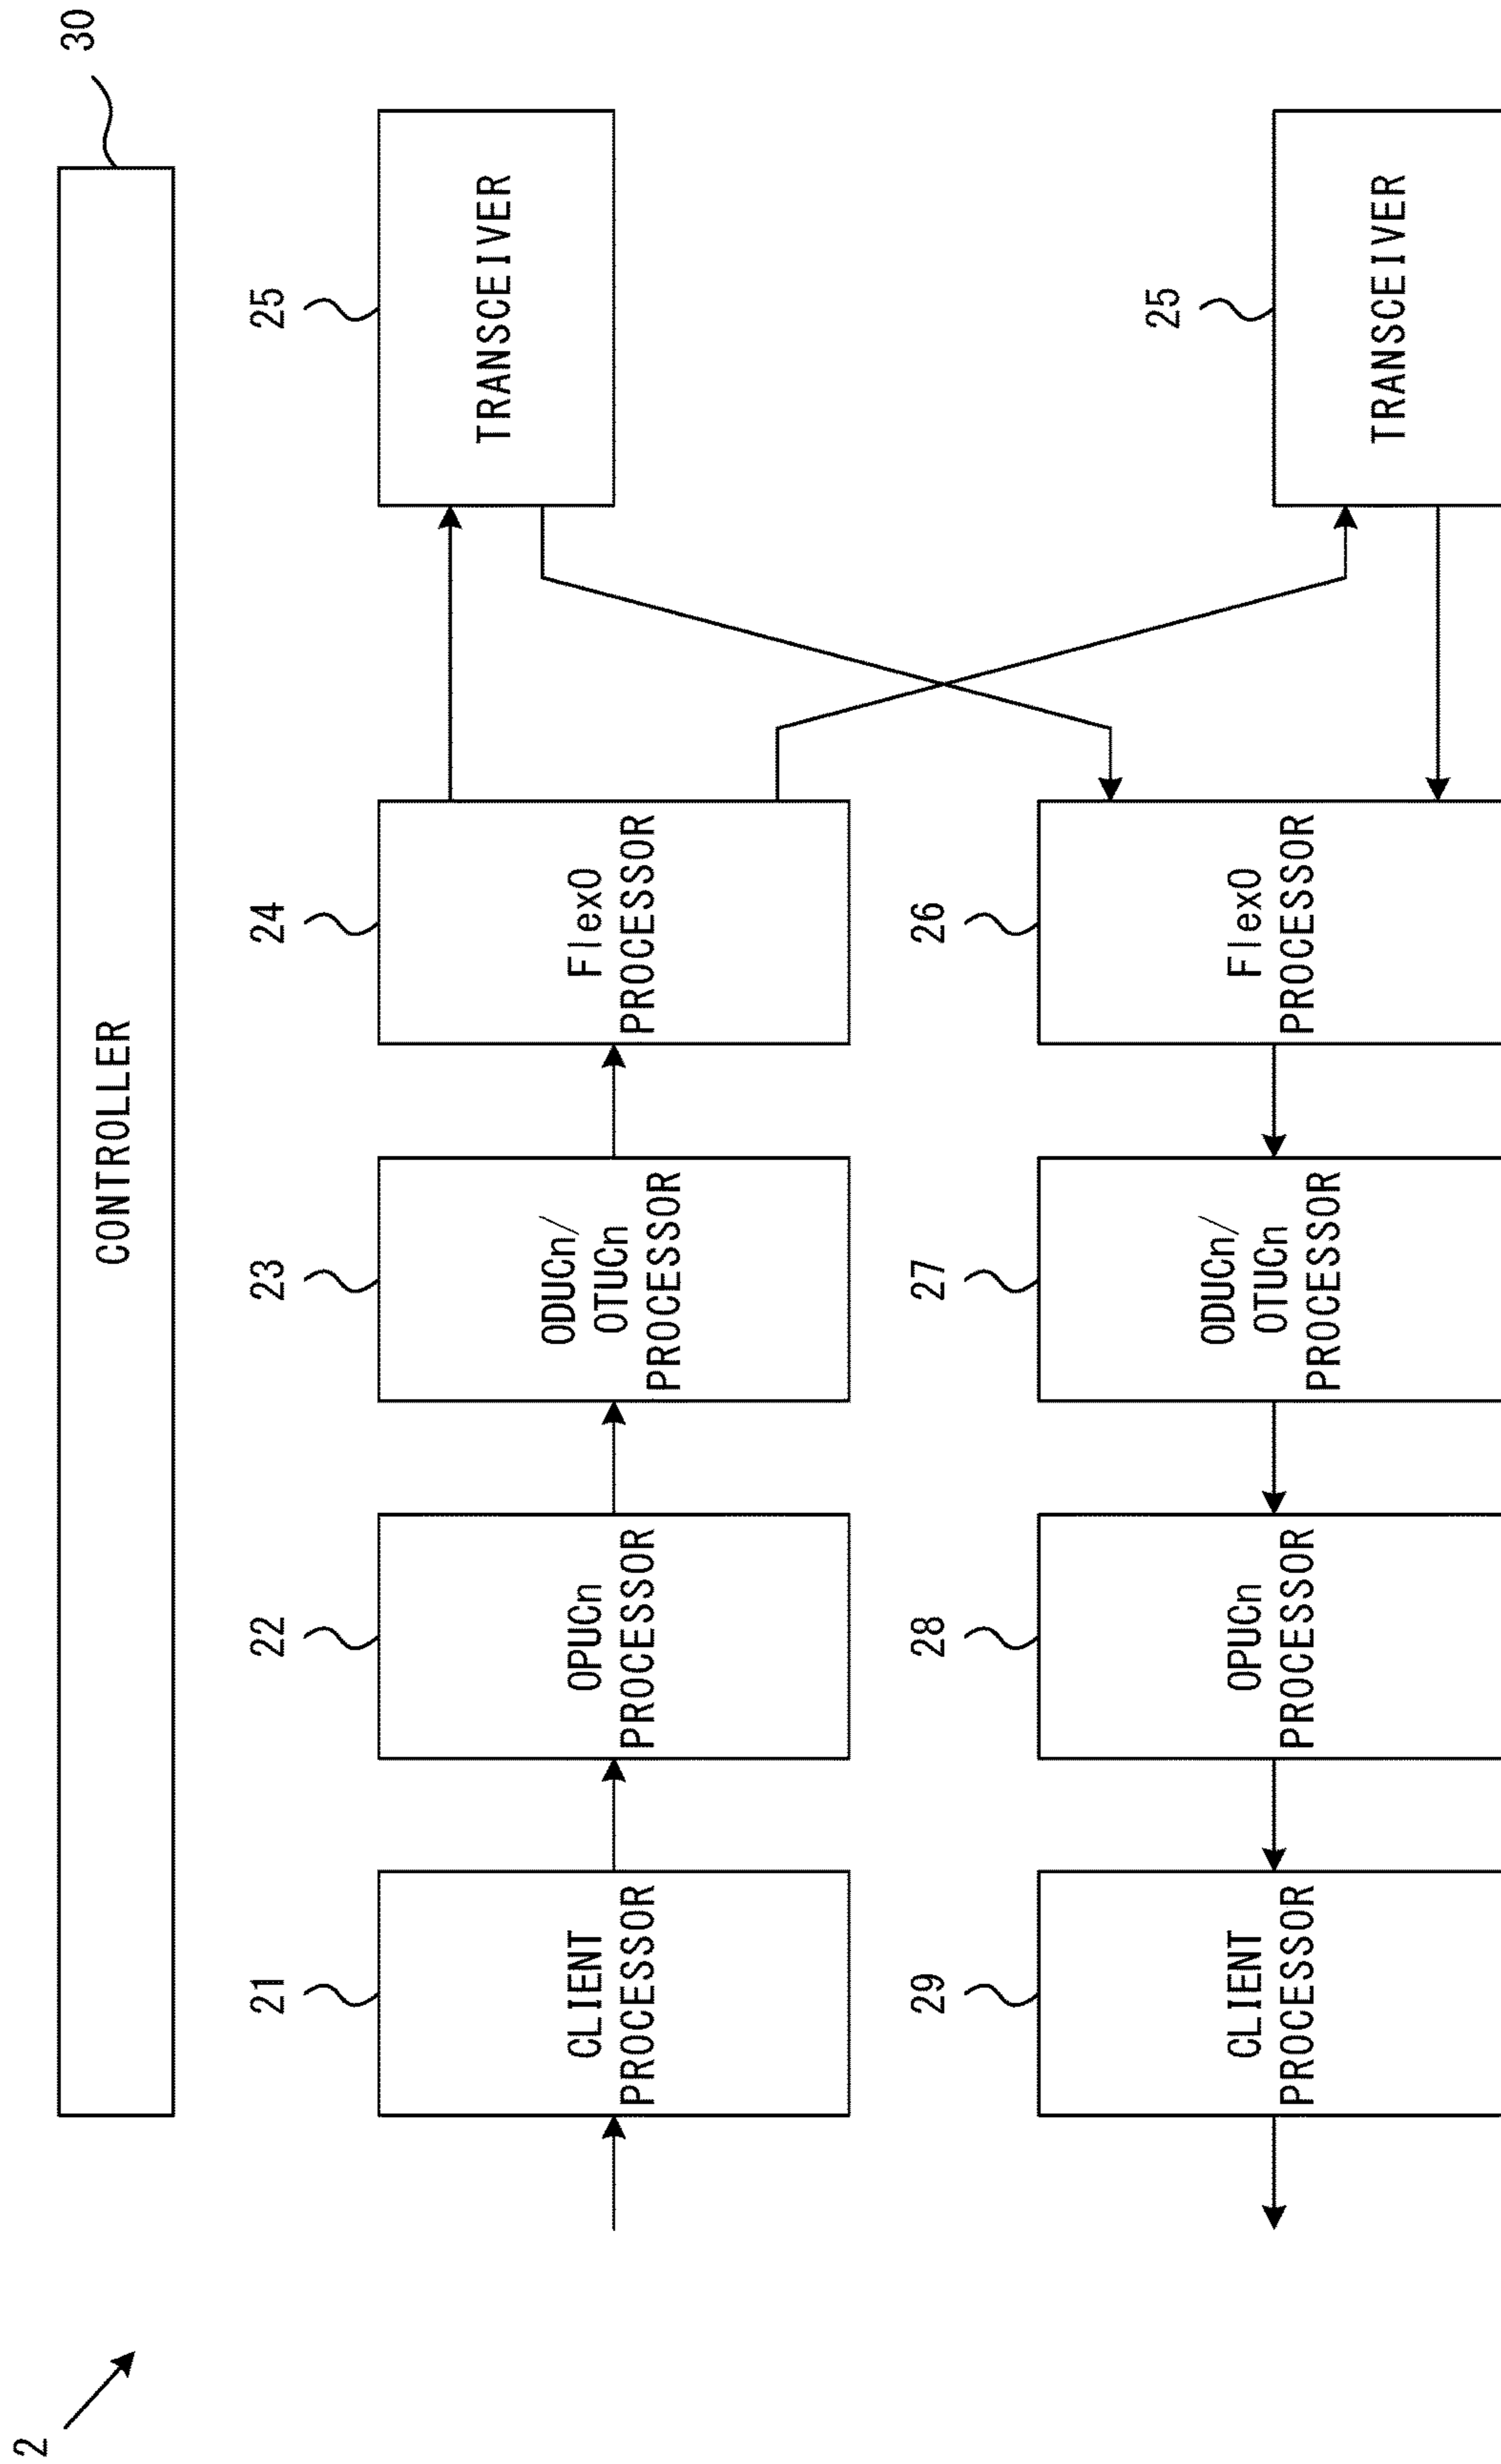 2
30
CONTROLLER
21
22
23
24
25
CLIENT
PROCESSOR
OPUCn
PROCESSOR
ODUCn/
OTUCn
PROCESSOR
FlexO
PROCESSOR
TRANSCEIVER
29
28
27
26
25
CLIENT
PROCESSOR
OPUCn
PROCESSOR
ODUCn/
OTUCn
PROCESSOR
FlexO
PROCESSOR
TRANSCEIVER